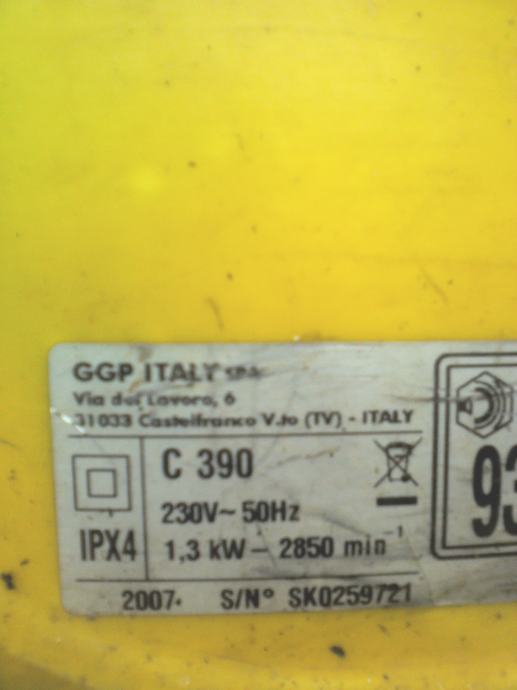 GGP ITALY SPA
Via del Lavoro, 6
31033 Castelfranco V.to (TV) - ITALY
C 390
230V~ 50Hz
IPX4
1,3 kW - 2850 min⁻¹
2007· S/N° SK0259721
93